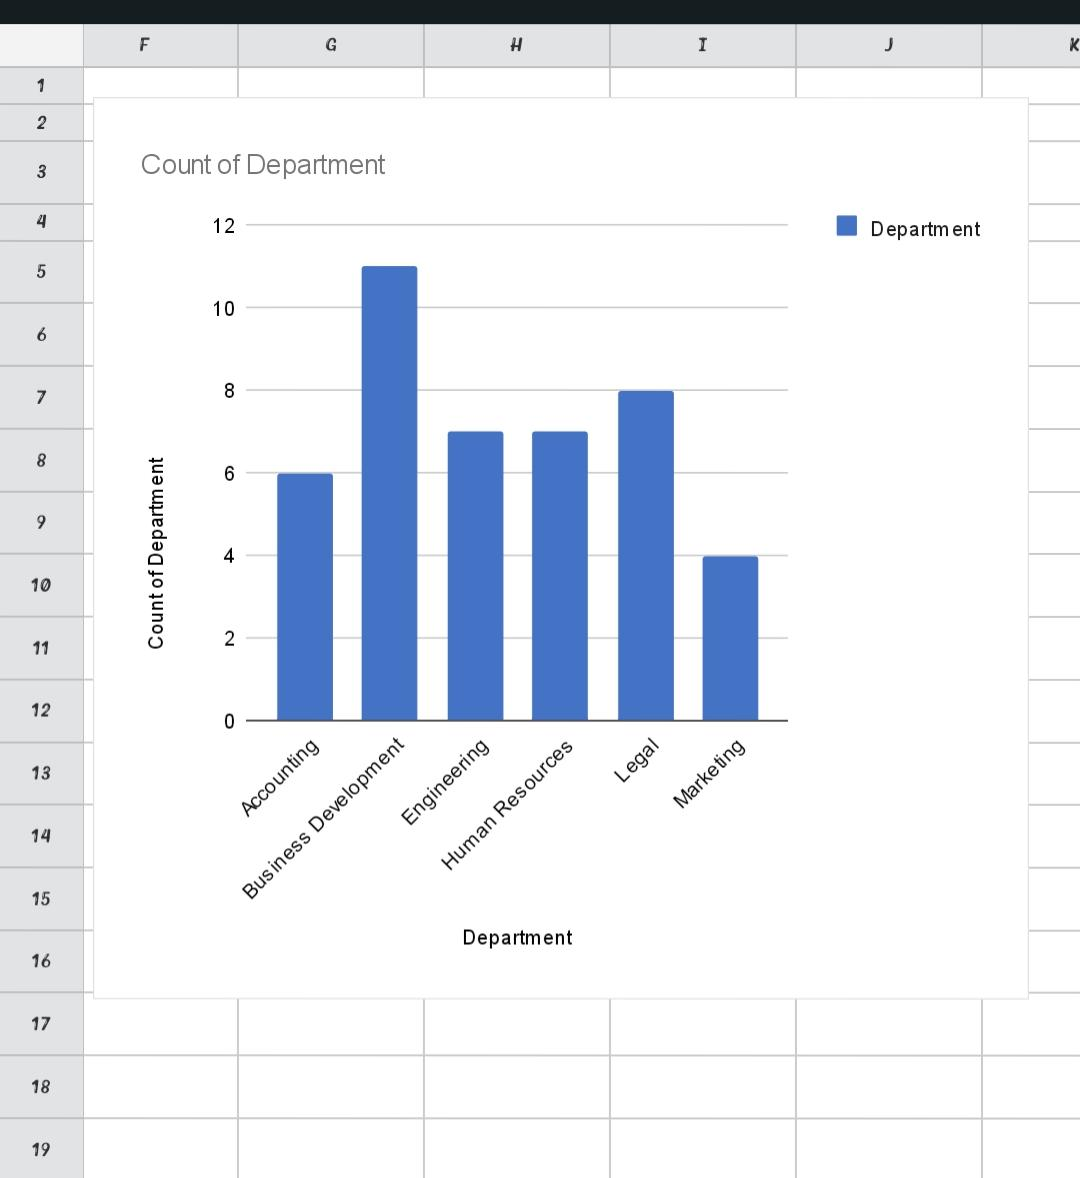 F G H I J K
1
2
3
4
5
6
7
8
9
10
11
12
13
14
15
16
17
18
19
Count of Department
Department
12
10
8
6
4
2
0
Count of Department
Accounting
Business Development
Engineering
Human Resources
Legal
Marketing
Department